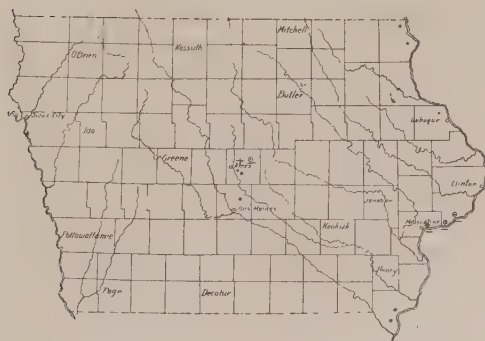 Mitchell
Kossuth
O'Brien
Butler
Sioux City
Dubuque
Ida
Greene
Ames
Clinton
Johnson
Des Moines
Muscatine
Keokuk
Pottawattamie
Henry
Page
Decatur